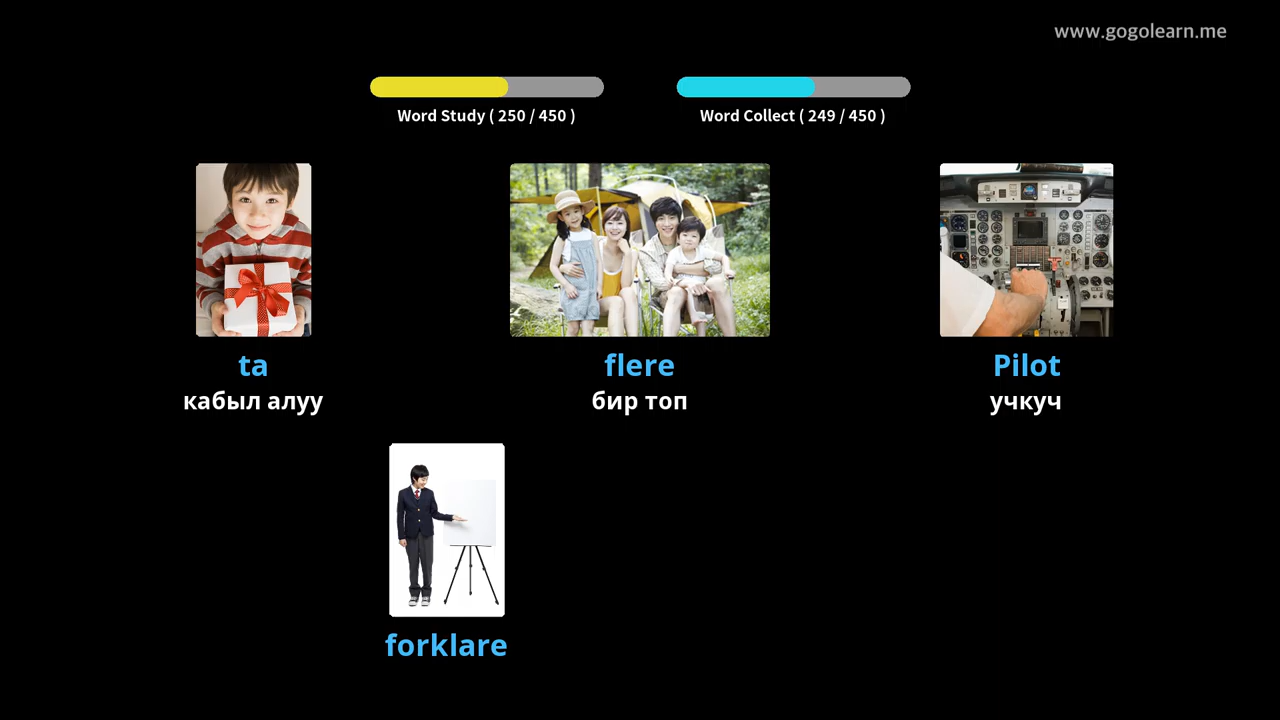 www.gogolearn.me
Word Study ( 250 / 450 )
Word Collect ( 249 / 450 )
ta
кабыл алуу
flere
бир топ
Pilot
учкуч
forklare